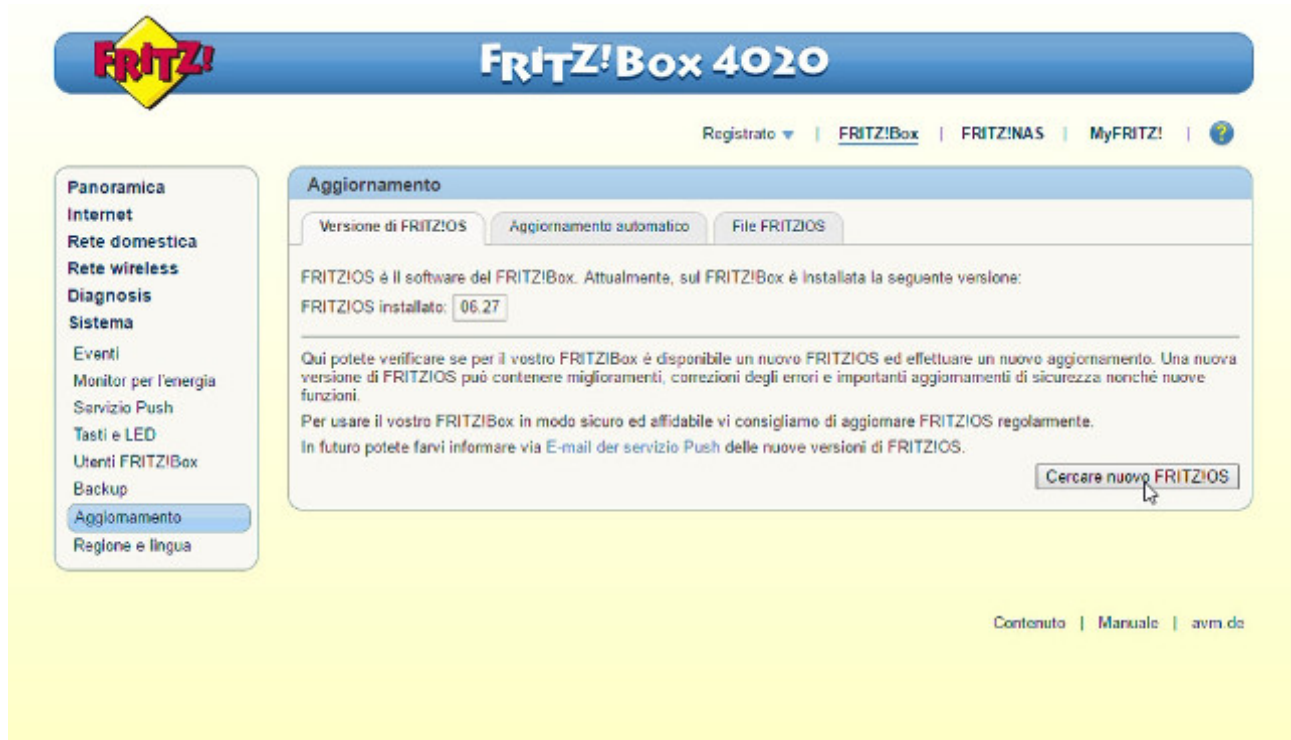 FRITZ!
FRITZ!Box 4020
Registrato | FRITZ!Box | FRITZ!NAS | MyFRITZ! | ?
Panoramica
Internet
Rete domestica
Rete wireless
Diagnosis
Sistema
Eventi
Monitor per l'energia
Servizio Push
Tasti e LED
Utenti FRITZ!Box
Backup
Aggiornamento
Regione e lingua
Aggiornamento
Versione di FRITZ!OS Aggiornamento automatico File FRITZ!OS
FRITZ!OS è il software del FRITZ!Box. Attualmente, sul FRITZ!Box è installata la seguente versione:
FRITZ!OS installato: 06.27
Qui potete verificare se per il vostro FRITZ!Box è disponibile un nuovo FRITZ!OS ed effettuare un nuovo aggiornamento. Una nuova
versione di FRITZ!OS può contenere miglioramenti, correzioni degli errori e importanti aggiornamenti di sicurezza nonché nuove
funzioni.
Per usare il vostro FRITZ!Box in modo sicuro ed affidabile vi consigliamo di aggiornare FRITZ!OS regolarmente.
In futuro potete farvi informare via E-mail der servizio Push delle nuove versioni di FRITZ!OS.
Cercare nuovo FRITZ!OS
Contenuto | Manuale | avm.de